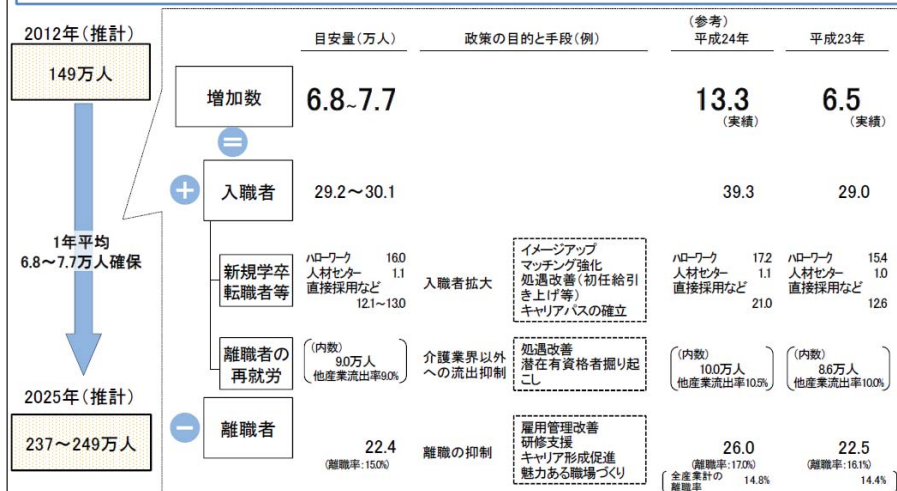 2012年(推計)
149万人
1年平均
6.8～7.7万人確保
2025年(推計)
237～249万人
目安量(万人)
政策の目的と手段(例)
(参考)
平成24年
平成23年
増加数
6.8~7.7
13.3
(実績)
6.5
(実績)
=
+
入職者
29.2～30.1
39.3
29.0
新規学卒
転職者等
ﾊﾛｰﾜｰｸ 16.0
人材センター 1.1
直接採用など
12.1～13.0
入職者拡大
イメージアップ
マッチング強化
処遇改善(初任給引
き上げ等)
キャリアパスの確立
ﾊﾛｰﾜｰｸ 17.2
人材センター 1.1
直接採用など
21.0
ﾊﾛｰﾜｰｸ 15.4
人材センター 1.0
直接採用など
12.6
離職者の
再就労
(内数)
9.0万人
他産業流出率9.0%
介護業界以外
への流出抑制
処遇改善
潜在有資格者掘り起
こし
(内数)
10.0万人
他産業流出率10.5%
(内数)
8.6万人
他産業流出率10.0%
−
離職者
22.4
(離職率:15.0%)
離職の抑制
雇用管理改善
研修支援
キャリア形成促進
魅力ある職場づくり
26.0
(離職率:17.0%)
22.5
(離職率:16.1%)
全産業計の
離職率
14.8%
14.4%